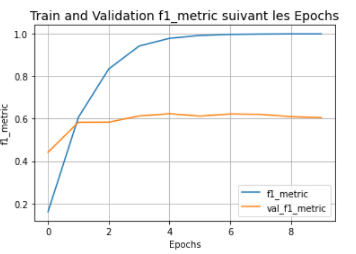 Train and Validation f1_metric suivant les Epochs
1.0
0.8
0.6
0.4
0.2
f1_metric
0 2 4 6 8
Epochs
f1_metric
val_f1_metric